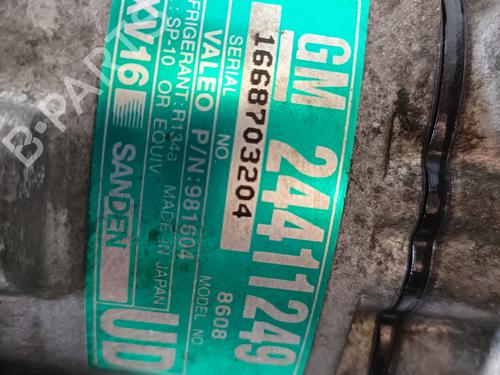 GM 24411249
SERIAL NO.
1668703204
VALEO P/N:981604
8608
MODEL NO.
REFRIGERANT:R134a
MADE IN JAPAN
: SP-10 OR EQUIV
XV16
SANDEN
UD
B-PARTS